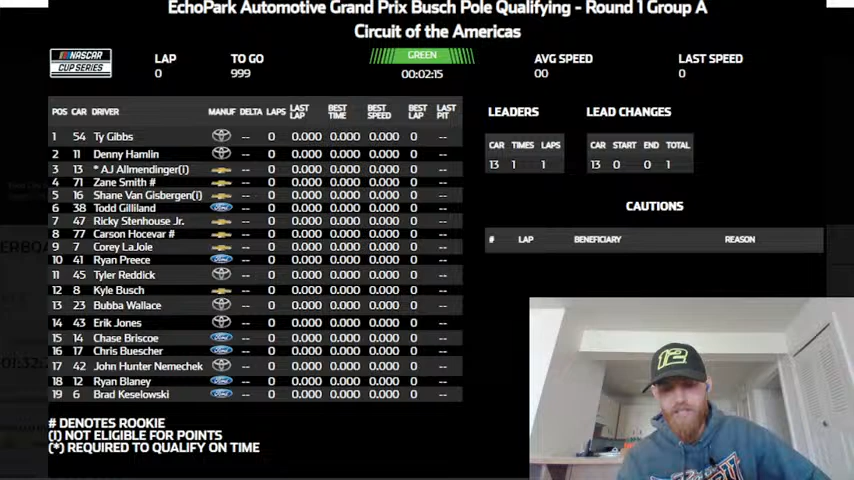 EchoPark Automotive Grand Prix Busch Pole Qualifying - Round 1 Group A
Circuit of the Americas
NASCAR
CUP SERIES
LAP TO GO GREEN AVG SPEED LAST SPEED
0 999 00:02:15 00 0
POS CAR DRIVER MANUF DELTA LAPS LAST LAP BEST TIME BEST SPEED BEST LAP LAST PIT
1 54 Ty Gibbs -- 0 0.000 0.000 0.000 0 --
2 11 Denny Hamlin -- 0 0.000 0.000 0.000 0 --
3 13 * AJ Allmendinger(i) -- 0 0.000 0.000 0.000 0 --
4 71 Zane Smith # -- 0 0.000 0.000 0.000 0 --
5 16 Shane Van Gisbergen(i) -- 0 0.000 0.000 0.000 0 --
6 38 Todd Gilliland Ford -- 0 0.000 0.000 0.000 0 --
7 47 Ricky Stenhouse Jr. -- 0 0.000 0.000 0.000 0 --
8 77 Carson Hocevar # -- 0 0.000 0.000 0.000 0 --
9 7 Corey LaJoie -- 0 0.000 0.000 0.000 0 --
10 41 Ryan Preece Ford -- 0 0.000 0.000 0.000 0 --
11 45 Tyler Reddick -- 0 0.000 0.000 0.000 0 --
12 8 Kyle Busch -- 0 0.000 0.000 0.000 0 --
13 23 Bubba Wallace -- 0 0.000 0.000 0.000 0 --
14 43 Erik Jones -- 0 0.000 0.000 0.000 0 --
15 14 Chase Briscoe Ford -- 0 0.000 0.000 0.000 0 --
16 17 Chris Buescher Ford -- 0 0.000 0.000 0.000 0 --
17 42 John Hunter Nemechek -- 0 0.000 0.000 0.000 0 --
18 12 Ryan Blaney Ford -- 0 0.000 0.000 0.000 0 --
19 6 Brad Keselowski Ford -- 0 0.000 0.000 0.000 0 --
# DENOTES ROOKIE
(i) NOT ELIGIBLE FOR POINTS
(*) REQUIRED TO QUALIFY ON TIME
LEADERS
CAR TIMES LAPS
13 1 1
LEAD CHANGES
CAR START END TOTAL
13 0 0 1
CAUTIONS
# LAP BENEFICIARY REASON
12